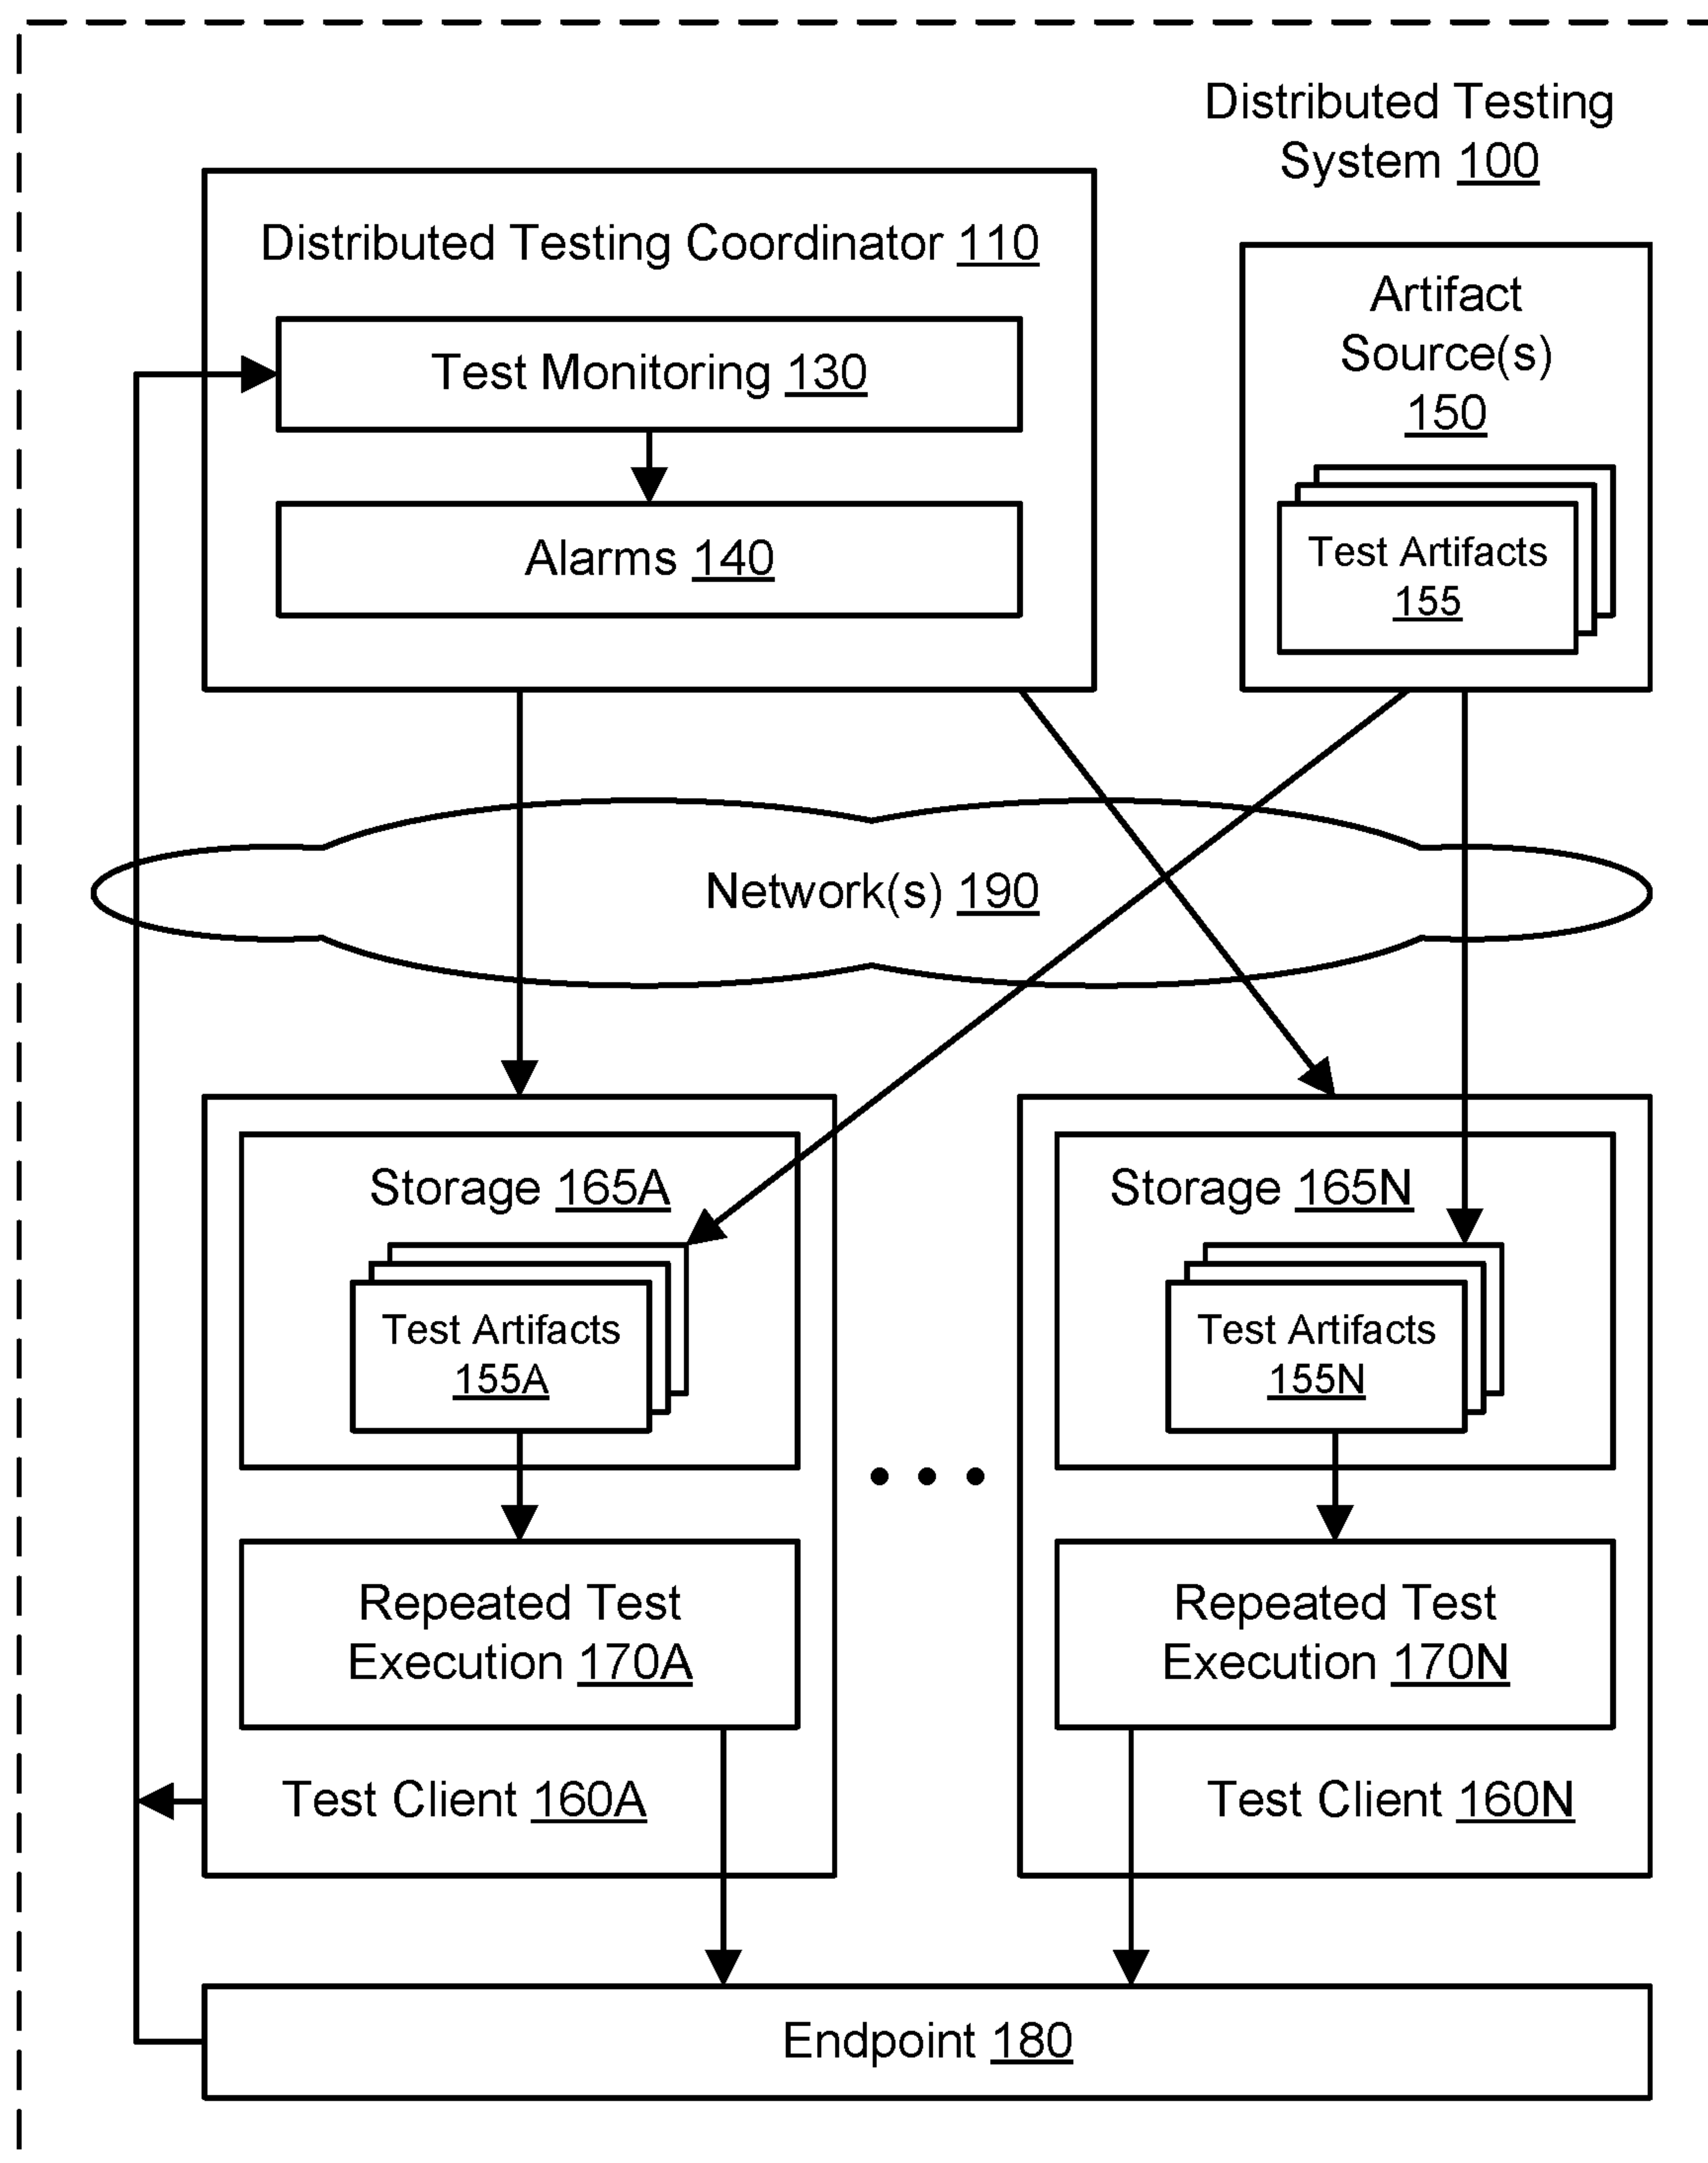 Distributed Testing
System 100
Distributed Testing Coordinator 110
Test Monitoring 130
Alarms 140
Artifact
Source(s)
150
Test Artifacts
155
Network(s) 190
Storage 165A
Test Artifacts
155A
Repeated Test
Execution 170A
Test Client 160A
Storage 165N
Test Artifacts
155N
Repeated Test
Execution 170N
Test Client 160N
Endpoint 180